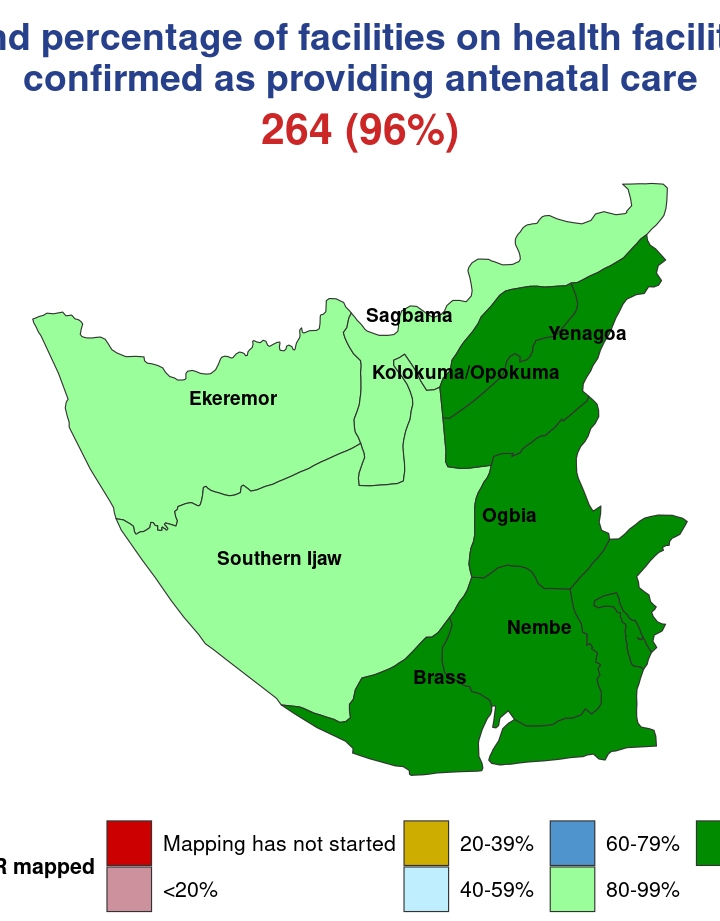 nd percentage of facilities on health facilit
confirmed as providing antenatal care
264 (96%)
Sagbama
Yenagoa
Kolokuma/Opokuma
Ekeremor
Ogbia
Southern Ijaw
Nembe
Brass
R mapped
Mapping has not started
20-39%
60-79%
<20%
40-59%
80-99%